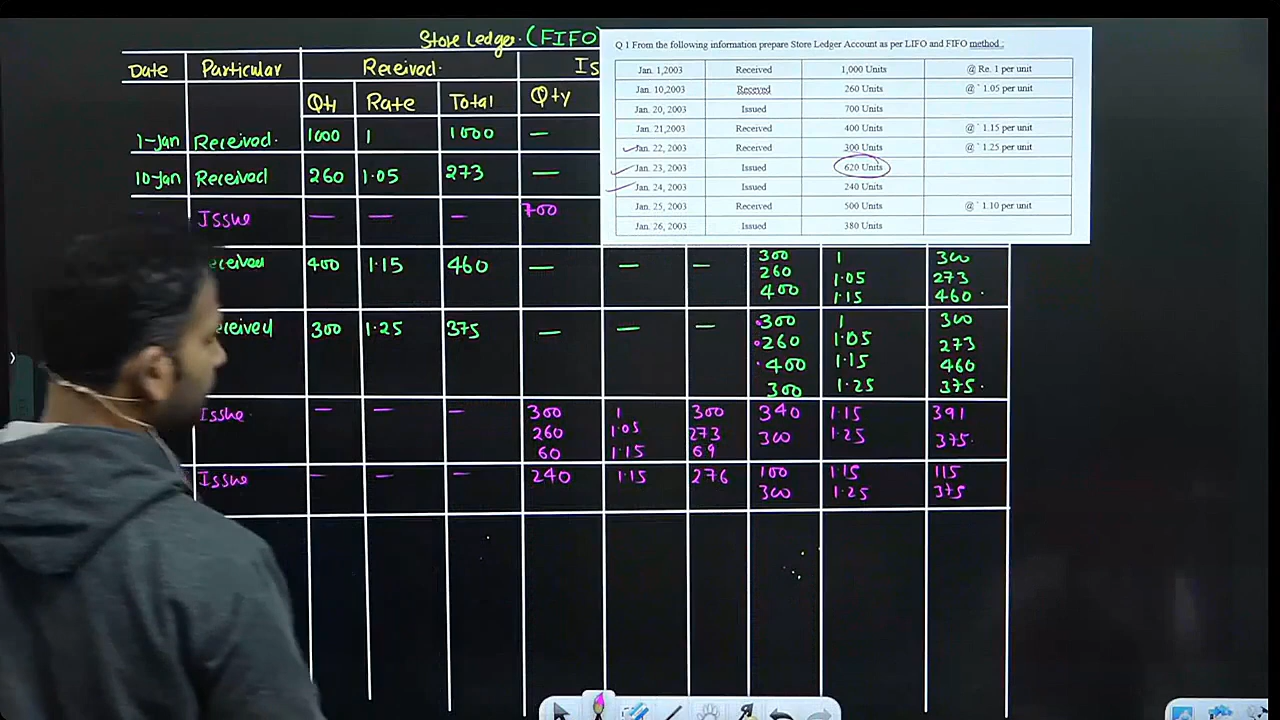 Store Ledger. (FIFO)
Q 1 From the following information prepare Store Ledger Account as per LIFO and FIFO method :
Jan. 1,2003 Received 1,000 Units @ Re. 1 per unit
Jan. 10,2003 Receved 260 Units @ ` 1.05 per unit
Jan. 20, 2003 Issued 700 Units
Jan. 21,2003 Received 400 Units @ ` 1.15 per unit
Jan. 22, 2003 Received 300 Units @ ` 1.25 per unit
Jan. 23, 2003 Issued 620 Units
Jan. 24, 2003 Issued 240 Units
Jan. 25, 2003 Received 500 Units @ ` 1.10 per unit
Jan. 26, 2003 Issued 380 Units
Date Particular Received. Is
Qty Rate Total Qty
1-Jan Received. 1000 1 1000 —
10-Jan Received 260 1.05 273 —
Issue — — — 700
eceived 400 1.15 460 — — — 300 1 300
260 1.05 273
400 1.15 460.
eceived 300 1.25 375 — — — 300 1 300
260 1.05 273
400 1.15 460
300 1.25 375.
Issue. — — — 300 1 300 340 1.15 391
260 1.05 273 300 1.25 375.
60 1.15 69
Issue — — — 240 1.15 276 100 1.15 115
300 1.25 375